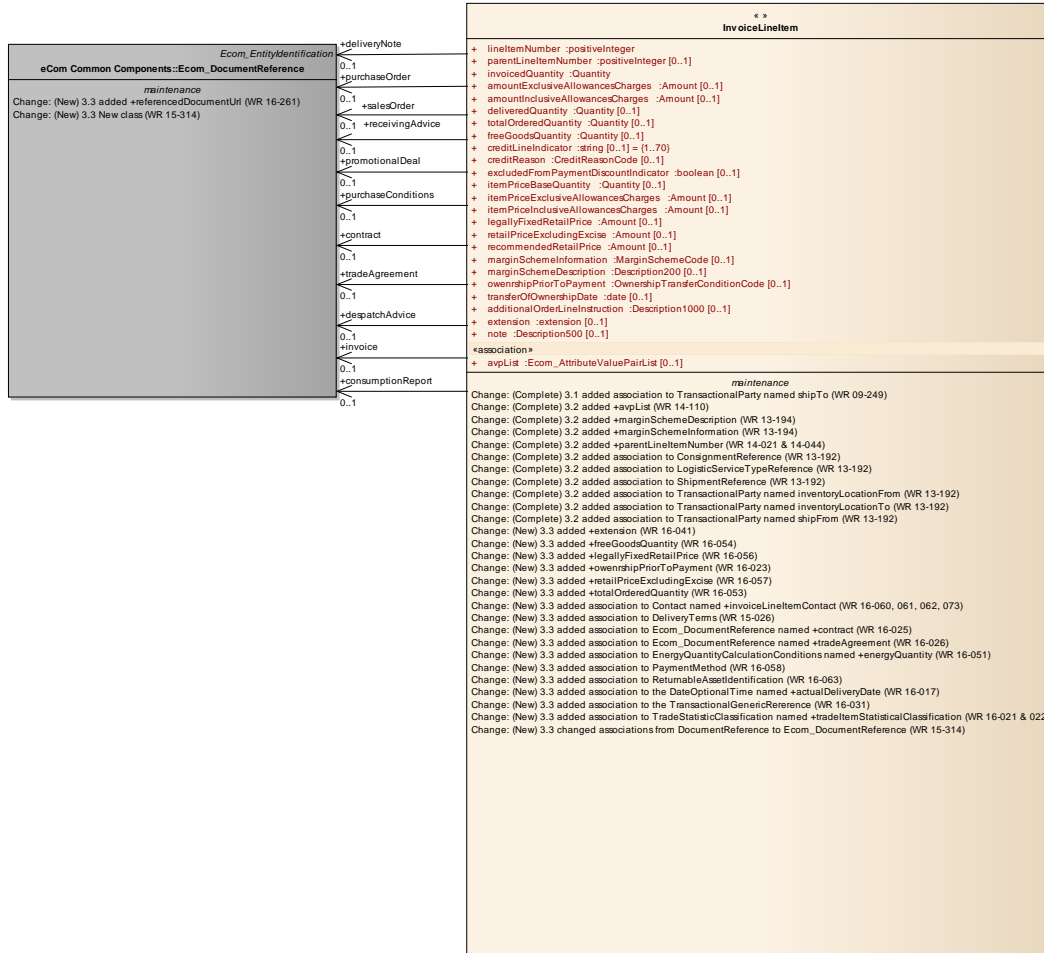 Ecom_EntityIdentification
eCom Common Components::Ecom_DocumentReference
maintenance
Change: (New) 3.3 added +referencedDocumentUrl (WR 16-261)
Change: (New) 3.3 New class (WR 15-314)
+deliveryNote
0..1
+purchaseOrder
0..1
+salesOrder
0..1
+receivingAdvice
0..1
+promotionalDeal
0..1
+purchaseConditions
0..1
+contract
0..1
+tradeAgreement
0..1
+despatchAdvice
0..1
+invoice
0..1
+consumptionReport
0..1
« »
InvoiceLineItem
+ lineItemNumber :positiveInteger
+ parentLineItemNumber :positiveInteger [0..1]
+ invoicedQuantity :Quantity
+ amountExclusiveAllowancesCharges :Amount [0..1]
+ amountInclusiveAllowancesCharges :Amount [0..1]
+ deliveredQuantity :Quantity [0..1]
+ totalOrderedQuantity :Quantity [0..1]
+ freeGoodsQuantity :Quantity [0..1]
+ creditLineIndicator :string [0..1] = {1..70}
+ creditReason :CreditReasonCode [0..1]
+ excludedFromPaymentDiscountIndicator :boolean [0..1]
+ itemPriceBaseQuantity :Quantity [0..1]
+ itemPriceExclusiveAllowancesCharges :Amount [0..1]
+ itemPriceInclusiveAllowancesCharges :Amount [0..1]
+ legallyFixedRetailPrice :Amount [0..1]
+ retailPriceExcludingExcise :Amount [0..1]
+ recommendedRetailPrice :Amount [0..1]
+ marginSchemeInformation :MarginSchemeCode [0..1]
+ marginSchemeDescription :Description200 [0..1]
+ owenrshipPriorToPayment :OwnershipTransferConditionCode [0..1]
+ transferOfOwnershipDate :date [0..1]
+ additionalOrderLineInstruction :Description1000 [0..1]
+ extension :extension [0..1]
+ note :Description500 [0..1]
«association»
+ avpList :Ecom_AttributeValuePairList [0..1]
maintenance
Change: (Complete) 3.1 added association to TransactionalParty named shipTo (WR 09-249)
Change: (Complete) 3.2 added +avpList (WR 14-110)
Change: (Complete) 3.2 added +marginSchemeDescription (WR 13-194)
Change: (Complete) 3.2 added +marginSchemeInformation (WR 13-194)
Change: (Complete) 3.2 added +parentLineItemNumber (WR 14-021 & 14-044)
Change: (Complete) 3.2 added association to ConsignmentReference (WR 13-192)
Change: (Complete) 3.2 added association to LogisticServiceTypeReference (WR 13-192)
Change: (Complete) 3.2 added association to ShipmentReference (WR 13-192)
Change: (Complete) 3.2 added association to TransactionalParty named inventoryLocationFrom (WR 13-192)
Change: (Complete) 3.2 added association to TransactionalParty named inventoryLocationTo (WR 13-192)
Change: (Complete) 3.2 added association to TransactionalParty named shipFrom (WR 13-192)
Change: (New) 3.3 added +extension (WR 16-041)
Change: (New) 3.3 added +freeGoodsQuantity (WR 16-054)
Change: (New) 3.3 added +legallyFixedRetailPrice (WR 16-056)
Change: (New) 3.3 added +owenrshipPriorToPayment (WR 16-023)
Change: (New) 3.3 added +retailPriceExcludingExcise (WR 16-057)
Change: (New) 3.3 added +totalOrderedQuantity (WR 16-053)
Change: (New) 3.3 added association to Contact named +invoiceLineItemContact (WR 16-060, 061, 062, 073)
Change: (New) 3.3 added association to DeliveryTerms (WR 15-026)
Change: (New) 3.3 added association to Ecom_DocumentReference named +contract (WR 16-025)
Change: (New) 3.3 added association to Ecom_DocumentReference named +tradeAgreement (WR 16-026)
Change: (New) 3.3 added association to EnergyQuantityCalculationConditions named +energyQuantity (WR 16-051)
Change: (New) 3.3 added association to PaymentMethod (WR 16-058)
Change: (New) 3.3 added association to ReturnableAssetIdentification (WR 16-063)
Change: (New) 3.3 added association to the DateOptionalTime named +actualDeliveryDate (WR 16-017)
Change: (New) 3.3 added association to the TransactionalGenericRererence (WR 16-031)
Change: (New) 3.3 added association to TradeStatisticClassification named +tradeItemStatisticalClassification (WR 16-021 & 022
Change: (New) 3.3 changed associations from DocumentReference to Ecom_DocumentReference (WR 15-314)